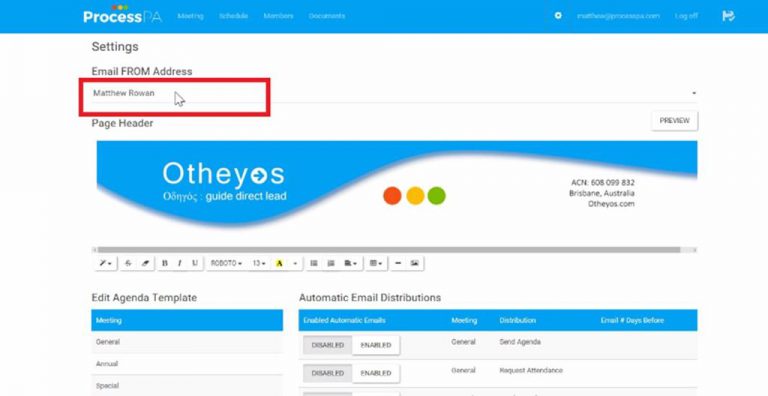 ProcessPA Meeting Schedule Members Documents matthew@processpa.com Log off
Settings
Email FROM Address
Matthew Rowan
Page Header
PREVIEW
Otheyos
Οδηγός : guide direct lead
ACN: 608 099 832
Brisbane, Australia
Otheyos.com
S B I U ROBOTO 13 A
Edit Agenda Template
Automatic Email Distributions
Meeting
Enabled Automatic Emails Meeting Distribution Email # Days Before
General
DISABLED ENABLED General Send Agenda
Annual
DISABLED ENABLED General Request Attendance
Special